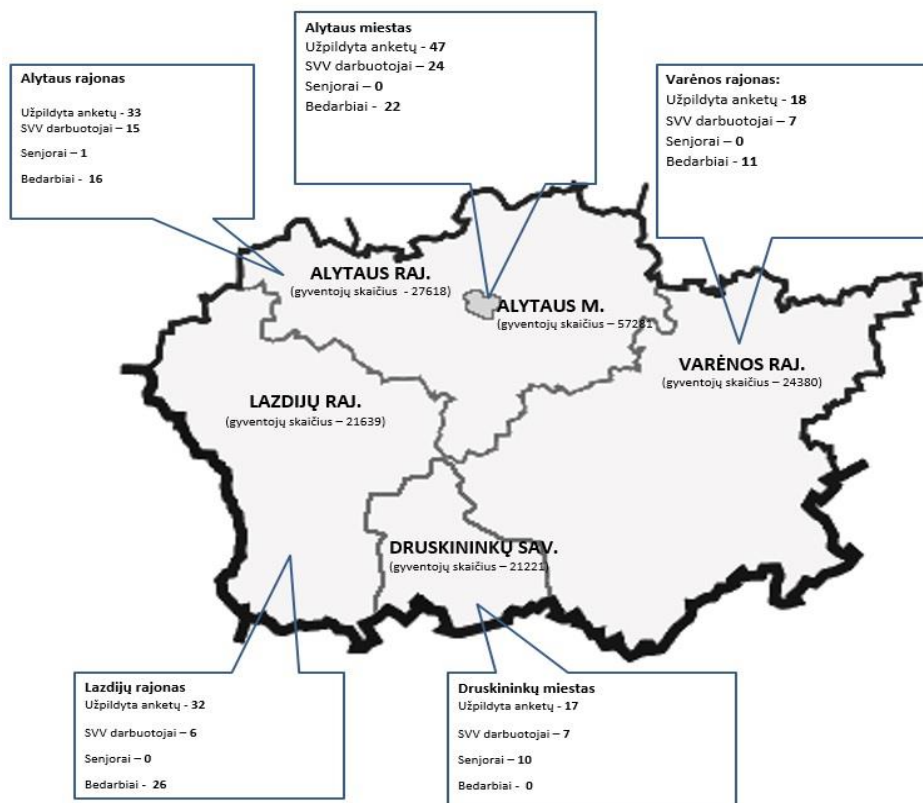 Alytaus miestas
Užpildyta anketų - 47
SVV darbuotojai – 24
Senjorai – 0
Bedarbiai - 22
Alytaus rajonas
Užpildyta anketų - 33
SVV darbuotojai – 15
Senjorai – 1
Bedarbiai - 16
Varėnos rajonas:
Užpildyta anketų - 18
SVV darbuotojai – 7
Senjorai – 0
Bedarbiai - 11
ALYTAUS RAJ.
(gyventojų skaičius - 27618)
ALYTAUS M.
(gyventojų skaičius – 57281
VARĖNOS RAJ.
(gyventojų skaičius – 24380)
LAZDIJŲ RAJ.
(gyventojų skaičius – 21639)
DRUSKININKŲ SAV.
(gyventojų skaičius – 21221)
Lazdijų rajonas
Užpildyta anketų - 32
SVV darbuotojai – 6
Senjorai – 0
Bedarbiai - 26
Druskininkų miestas
Užpildyta anketų - 17
SVV darbuotojai – 7
Senjorai – 10
Bedarbiai - 0